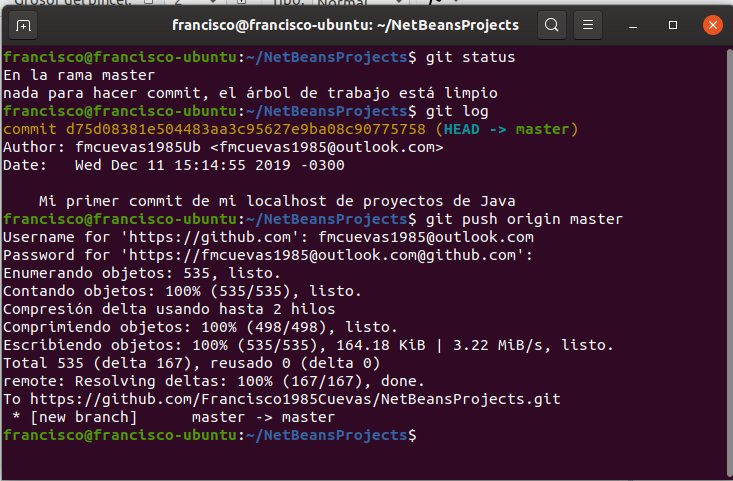 Grosor del pincel:
2
Tipo:
Normal
francisco@francisco-ubuntu: ~/NetBeansProjects
francisco@francisco-ubuntu:~/NetBeansProjects$ git status
En la rama master
nada para hacer commit, el árbol de trabajo está limpio
francisco@francisco-ubuntu:~/NetBeansProjects$ git log
commit d75d08381e504483aa3c95627e9ba08c90775758 (HEAD -> master)
Author: fmcuevas1985Ub <fmcuevas1985@outlook.com>
Date:   Wed Dec 11 15:14:55 2019 -0300
Mi primer commit de mi localhost de proyectos de Java
francisco@francisco-ubuntu:~/NetBeansProjects$ git push origin master
Username for 'https://github.com': fmcuevas1985@outlook.com
Password for 'https://fmcuevas1985@outlook.com@github.com':
Enumerando objetos: 535, listo.
Contando objetos: 100% (535/535), listo.
Compresión delta usando hasta 2 hilos
Comprimiendo objetos: 100% (498/498), listo.
Escribiendo objetos: 100% (535/535), 164.18 KiB | 3.22 MiB/s, listo.
Total 535 (delta 167), reusado 0 (delta 0)
remote: Resolving deltas: 100% (167/167), done.
To https://github.com/Francisco1985Cuevas/NetBeansProjects.git
 * [new branch]      master -> master
francisco@francisco-ubuntu:~/NetBeansProjects$